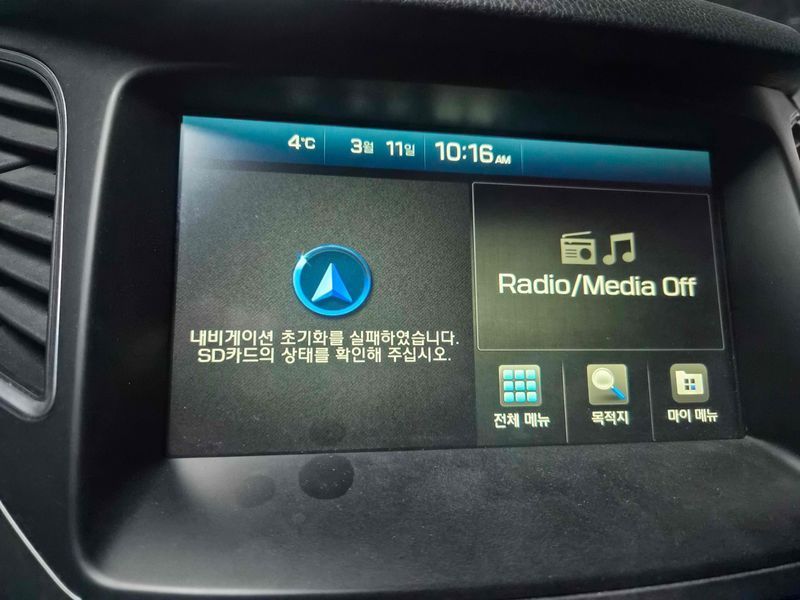 4℃ 3월 11일 10:16 AM
내비게이션 초기화를 실패하였습니다.
SD카드의 상태를 확인해 주십시오.
Radio/Media Off
전체 메뉴
목적지
마이 메뉴